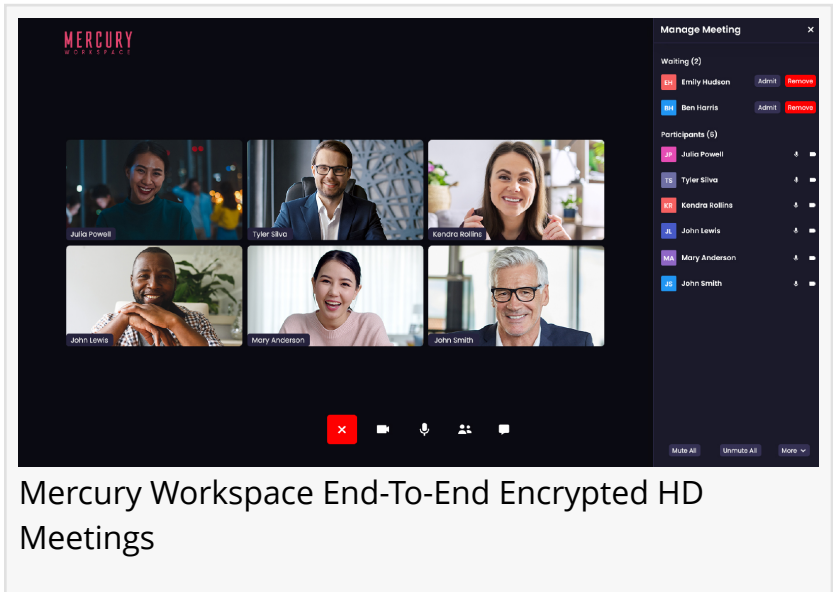 MERCURY
WORKSPACE
Manage Meeting
Waiting (2)
EH Emily Hudson Admit Remove
BH Ben Harris Admit Remove
Participants (5)
JP Julia Powell
TS Tyler Silva
KR Kendra Rollins
JL John Lewis
MA Mary Anderson
JS John Smith
Julia Powell
Tyler Silva
Kendra Rollins
John Lewis
Mary Anderson
John Smith
Mute All Unmute All More
Mercury Workspace End-To-End Encrypted HD
Meetings